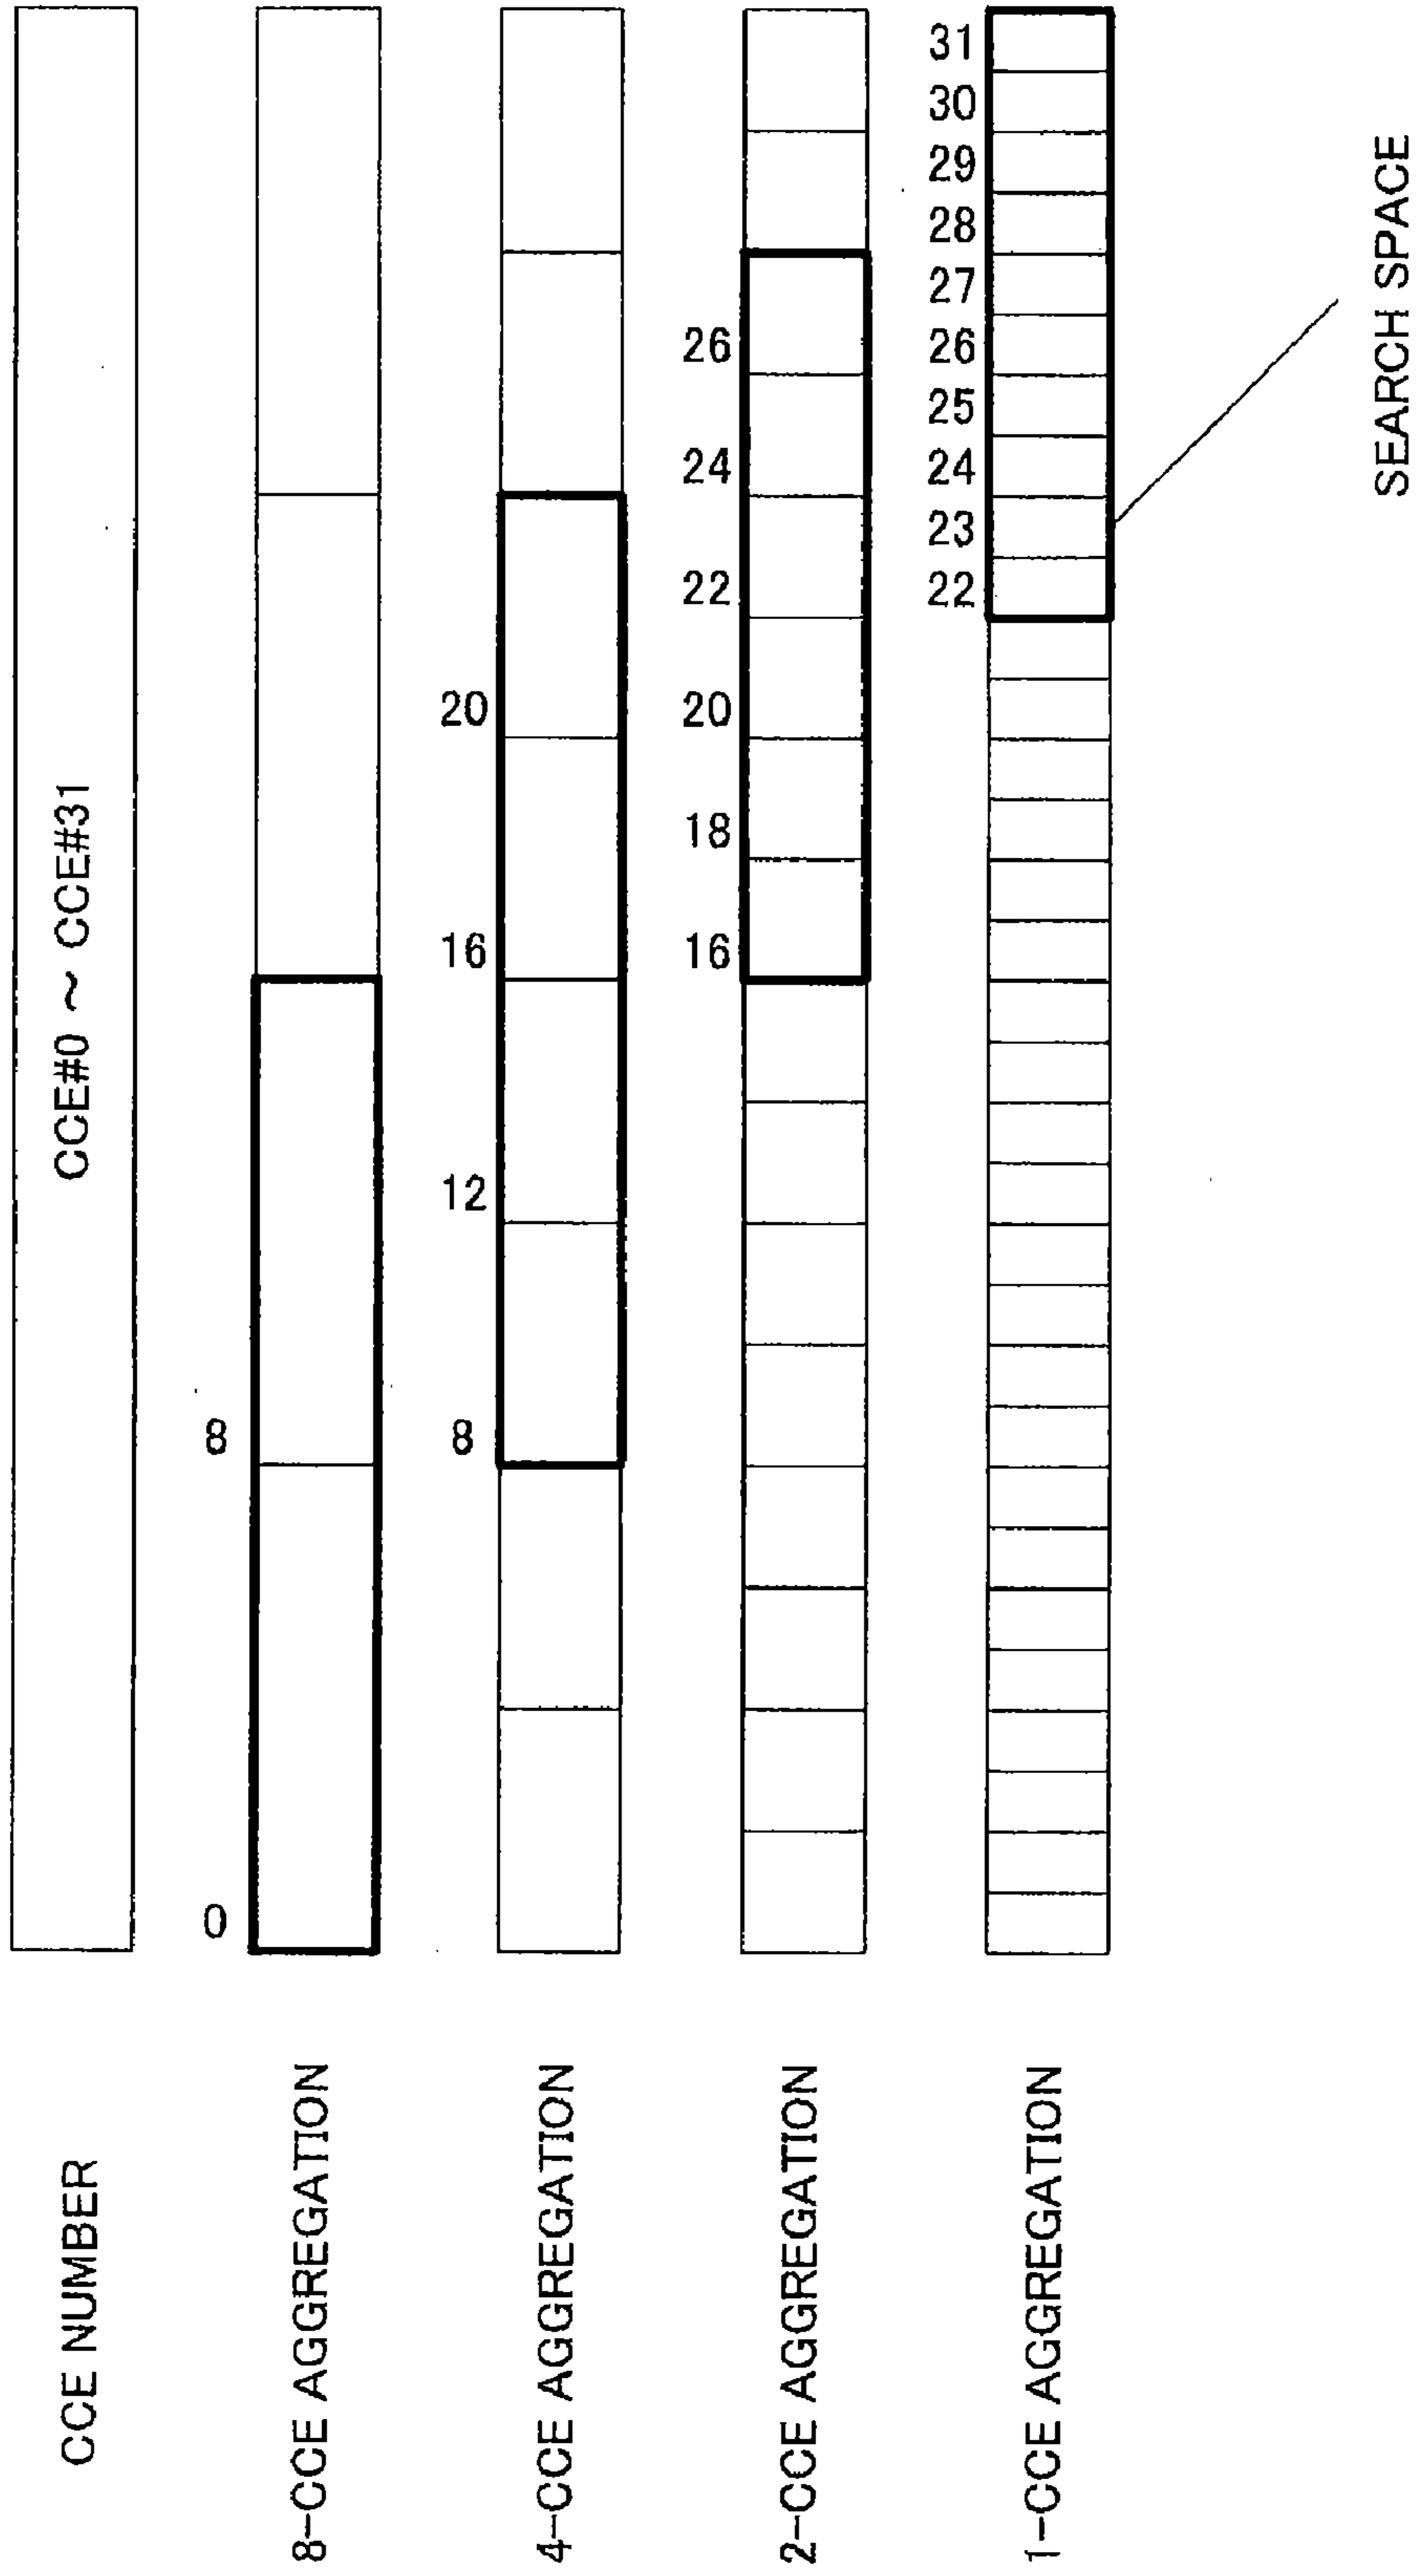 CCE NUMBER
CCE#0 ~ CCE#31
0 8
8-CCE AGGREGATION
8 12 16 20
4-CCE AGGREGATION
16 18 20 22 24 26
2-CCE AGGREGATION
22 23 24 25 26 27 28 29 30 31
1-CCE AGGREGATION
SEARCH SPACE